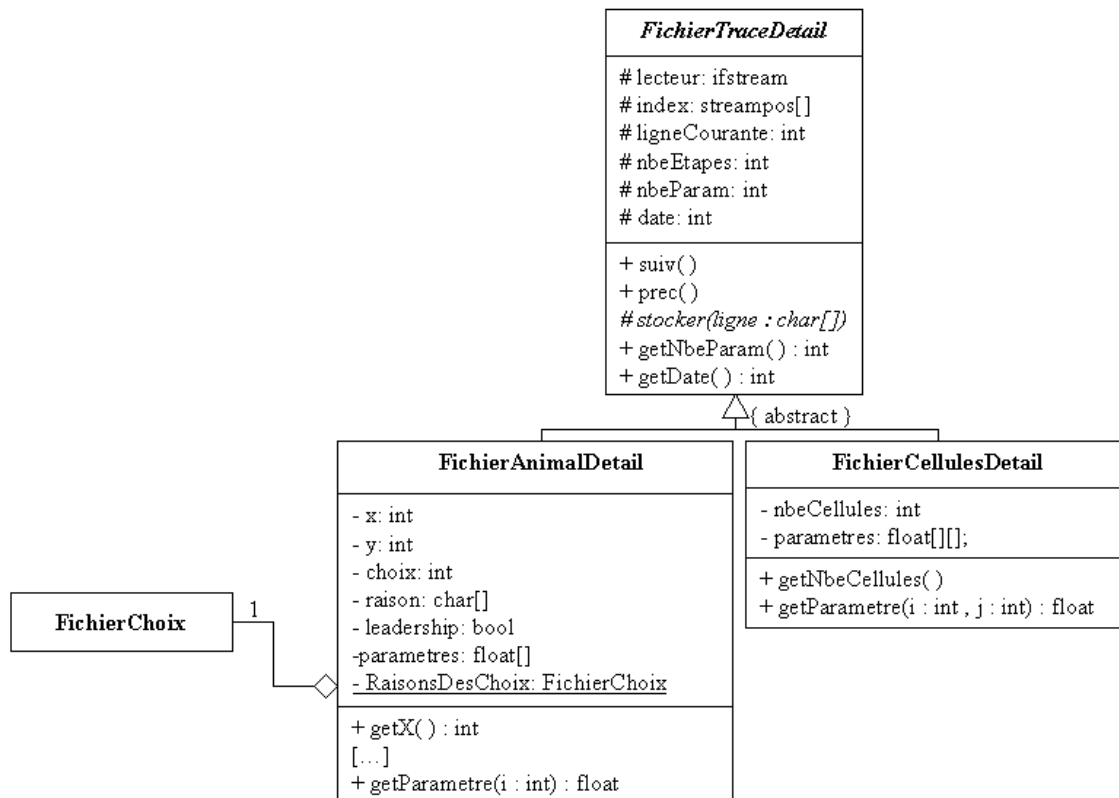 FichierTraceDetail
# lecteur: ifstream
# index: streampos[]
# ligneCourante: int
# nbeEtapes: int
# nbeParam: int
# date: int
+ suiv()
+ prec()
# stocker(ligne : char[])
+ getNbeParam() : int
+ getDate() : int
{ abstract }
FichierAnimalDetail
- x: int
- y: int
- choix: int
- raison: char[]
- leadership: bool
-parametres: float[]
- RaisonsDesChoix: FichierChoix
+ getX() : int
[...]
+ getParametre(i : int) : float
FichierCellulesDetail
- nbeCellules: int
- parametres: float[][];
+ getNbeCellules()
+ getParametre(i : int , j : int) : float
FichierChoix
1